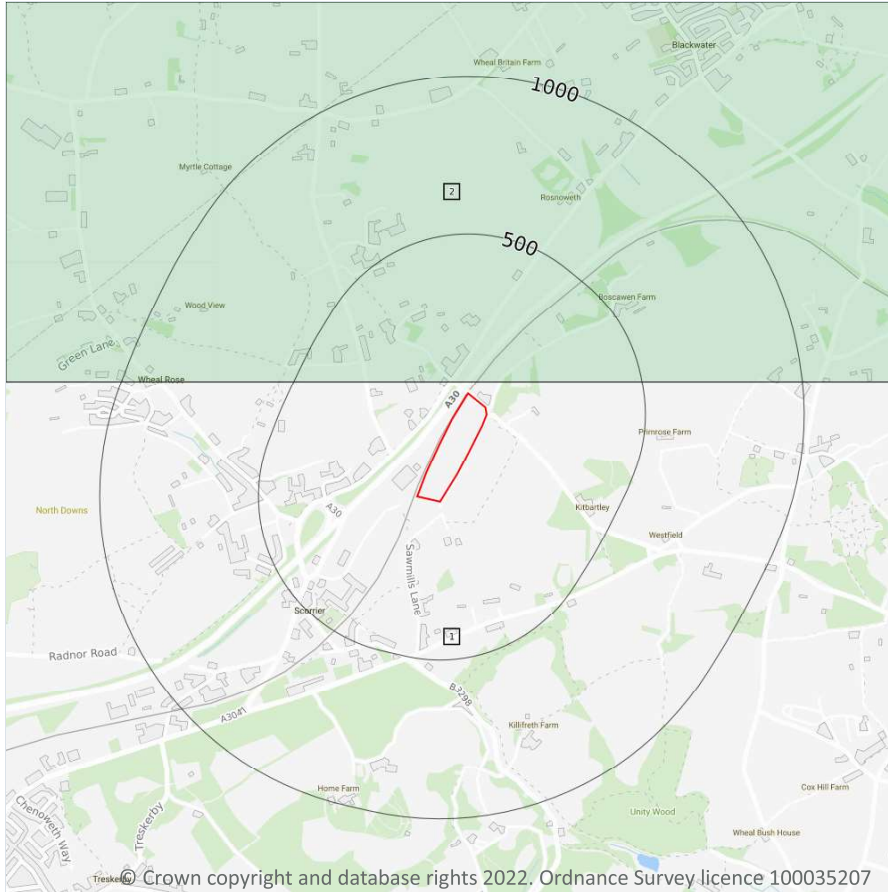 Blackwater
Wheal Britain Farm
1000
Myrtle Cottage
2
Rosnoweth
500
Boscawen Farm
Wood View
Green Lane
Wheal Rose
A30
Primrose Farm
North Downs
A30
Kitbartley
Westfield
Sawmills Lane
Scorrier
1
Radnor Road
B3298
A3041
Killifreth Farm
Home Farm
Cox Hill Farm
Unity Wood
Chenoweth Way
Treskerby
Wheal Bush House
Treskerby
© Crown copyright and database rights 2022. Ordnance Survey licence 100035207